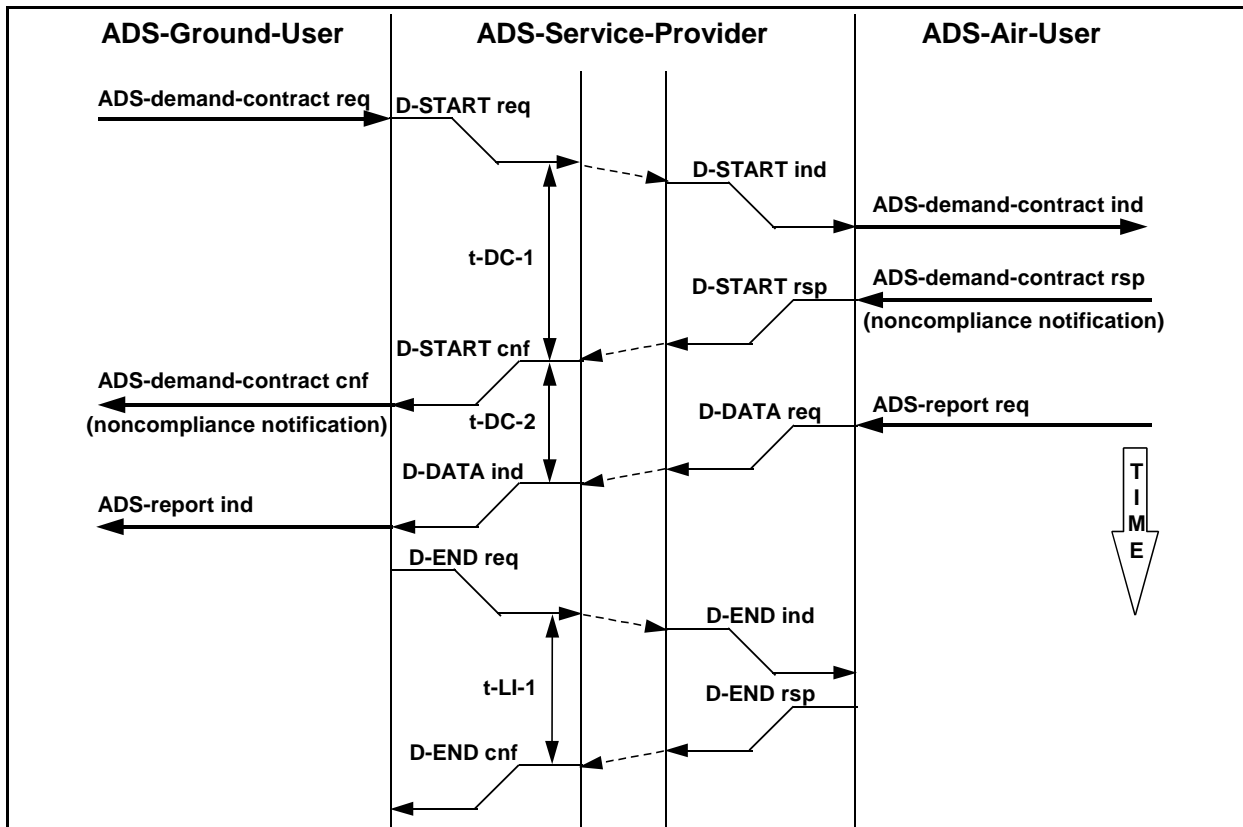 ADS-Ground-User
ADS-Service-Provider
ADS-Air-User
ADS-demand-contract req
D-START req
D-START ind
ADS-demand-contract ind
t-DC-1
D-START rsp
ADS-demand-contract rsp
(noncompliance notification)
D-START cnf
ADS-demand-contract cnf
(noncompliance notification)
t-DC-2
D-DATA req
ADS-report req
D-DATA ind
ADS-report ind
TIME
D-END req
D-END ind
t-LI-1
D-END rsp
D-END cnf